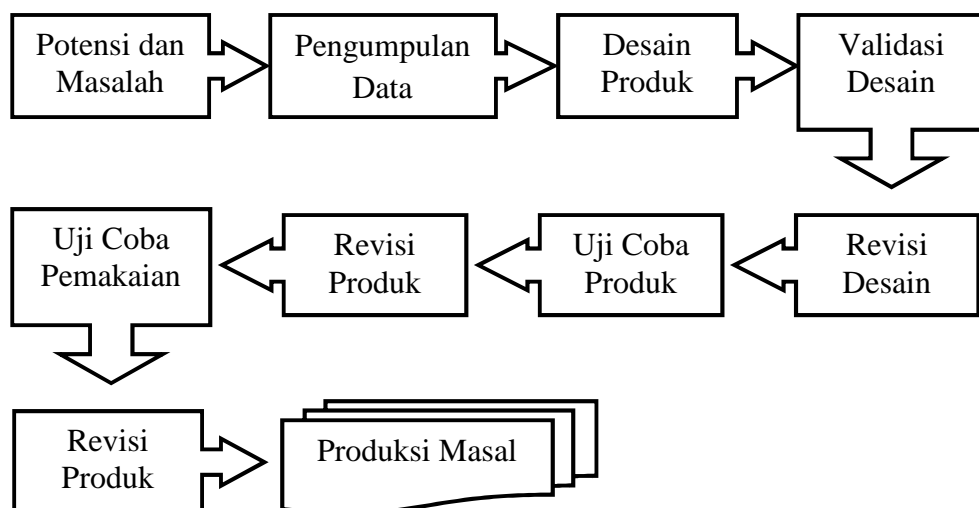 Potensi dan
Masalah
Pengumpulan
Data
Desain
Produk
Validasi
Desain
Revisi
Desain
Uji Coba
Produk
Revisi
Produk
Uji Coba
Pemakaian
Revisi
Produk
Produksi Masal